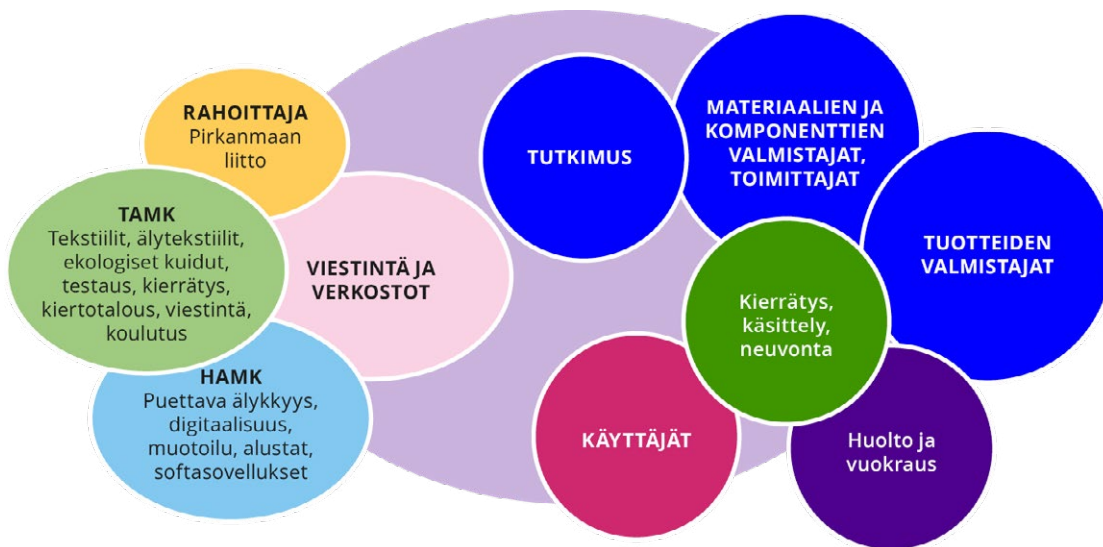 RAHOITTAJA
Pirkanmaan
liitto
TAMK
Tekstiilit, älytekstiilit,
ekologiset kuidut,
testaus, kierrätys,
kiertotalous, viestintä,
koulutus
HAMK
Puettava älykkyys,
digitaalisuus,
muotoilu, alustat,
softasovellukset
VIESTINTÄ JA
VERKOSTOT
TUTKIMUS
MATERIAALIEN JA
KOMPONENTTIEN
VALMISTAJAT,
TOIMITTAJAT
TUOTTEIDEN
VALMISTAJAT
Kierrätys,
käsittely,
neuvonta
KÄYTTÄJÄT
Huolto ja
vuokraus